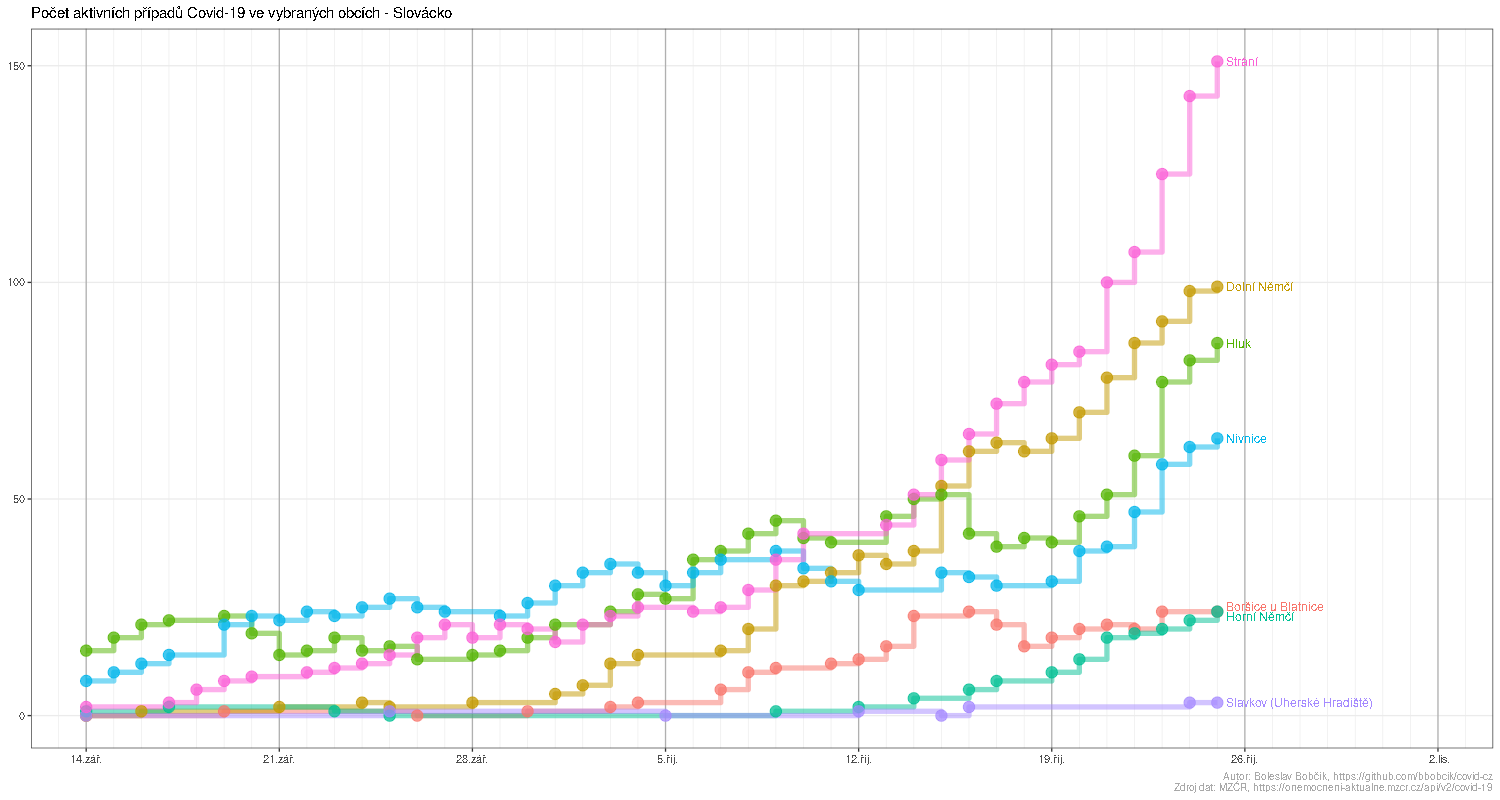 Počet aktivních případů Covid-19 ve vybraných obcích - Slovácko
150
100
50
0
Strání
Dolní Němčí
Hluk
Nivnice
Boršice u Blatnice
Horní Němčí
Slavkov (Uherské Hradiště)
14.zář. 21.zář. 28.zář. 5.říj. 12.říj. 19.říj. 26.říj. 2.lis.
Autor: Boleslav Bobčík, https://github.com/bbobcik/covid-cz
Zdroj dat: MZČR, https://onemocneni-aktualne.mzcr.cz/api/v2/covid-19